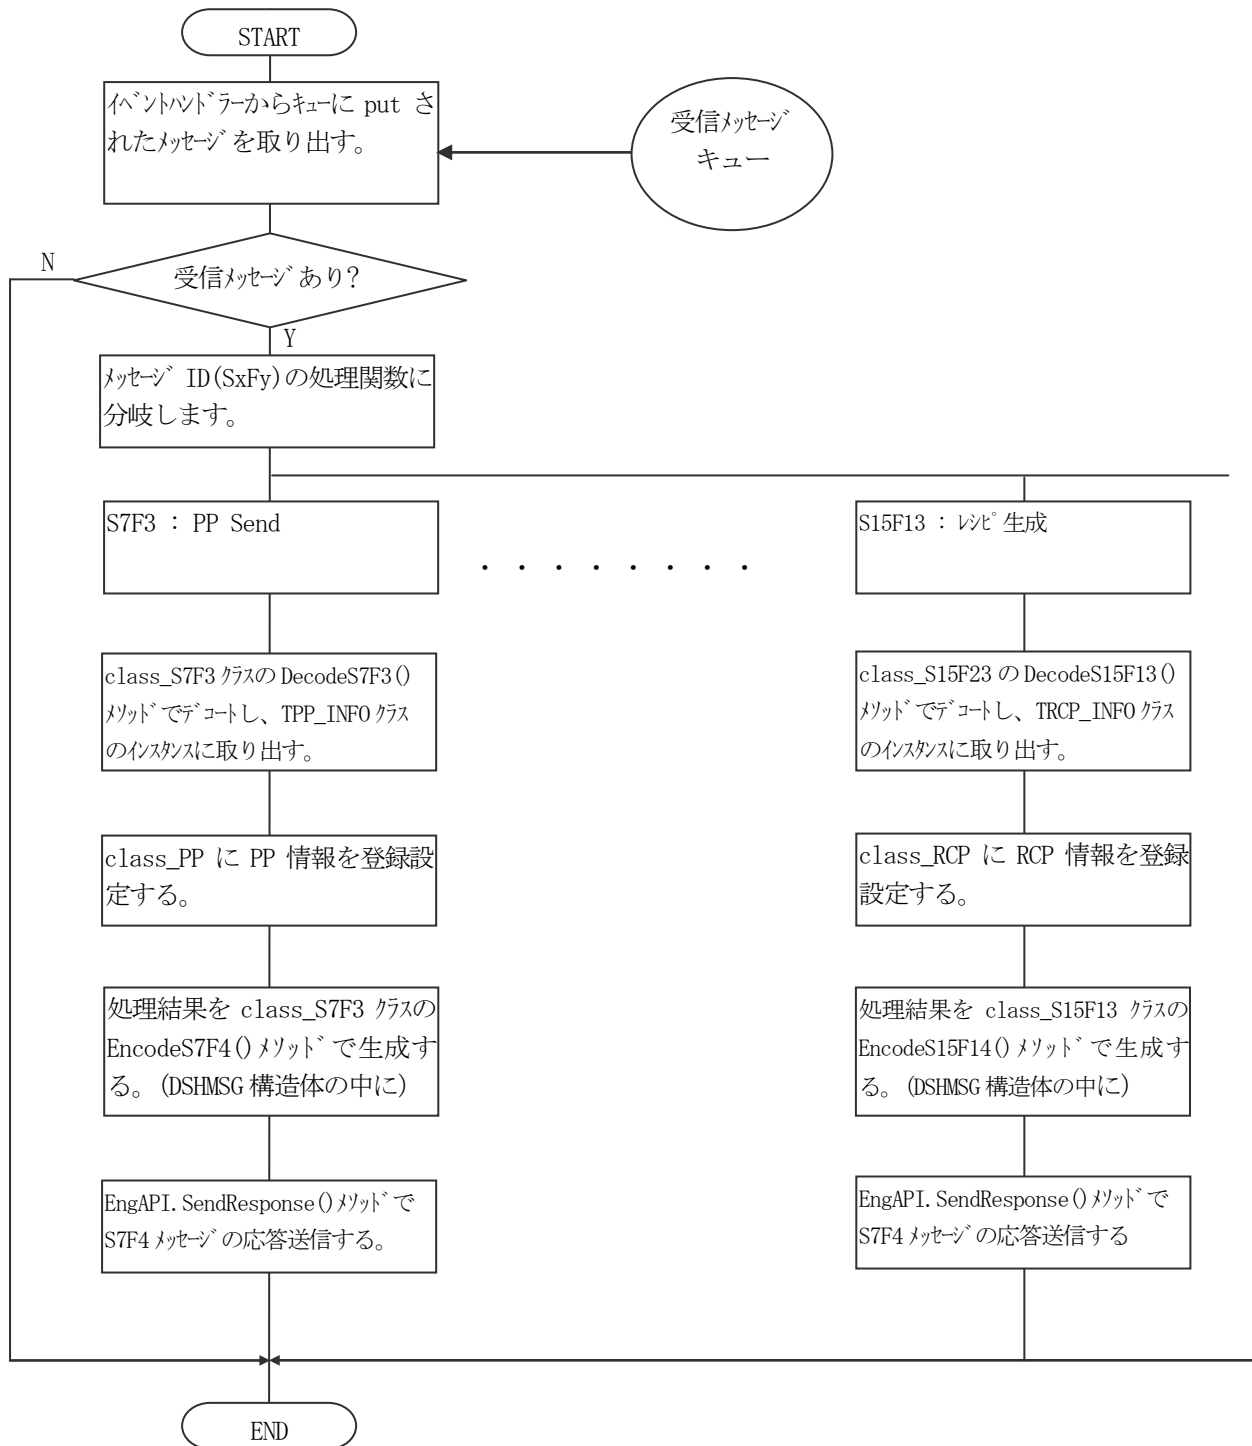 START
イベントハンドラーからキューに put さ
れたメッセージを取り出す。
受信メッセージ
キュー
N
受信メッセージあり?
Y
メッセージ ID(SxFy)の処理関数に
分岐します。
S7F3 : PP Send
・・・・・・・・
S15F13 : レシピ生成
class_S7F3 クラスの DecodeS7F3()
メソッドでデコートし、TPP_INFO クラス
のインスタンスに取り出す。
class_S15F23 の DecodeS15F13()
メソッドでデコートし、TRCP_INFO クラス
のインスタンスに取り出す。
class_PP に PP 情報を登録設
定する。
class_RCP に RCP 情報を登録
設定する。
処理結果を class_S7F3 クラスの
EncodeS7F4()メソッドで生成す
る。(DSHMSG 構造体の中に)
処理結果を class_S15F13 クラスの
EncodeS15F14()メソッドで生成す
る。(DSHMSG 構造体の中に)
EngAPI.SendResponse()メソッドで
S7F4 メッセージの応答送信する。
EngAPI.SendResponse()メソッドで
S7F4 メッセージの応答送信する
END